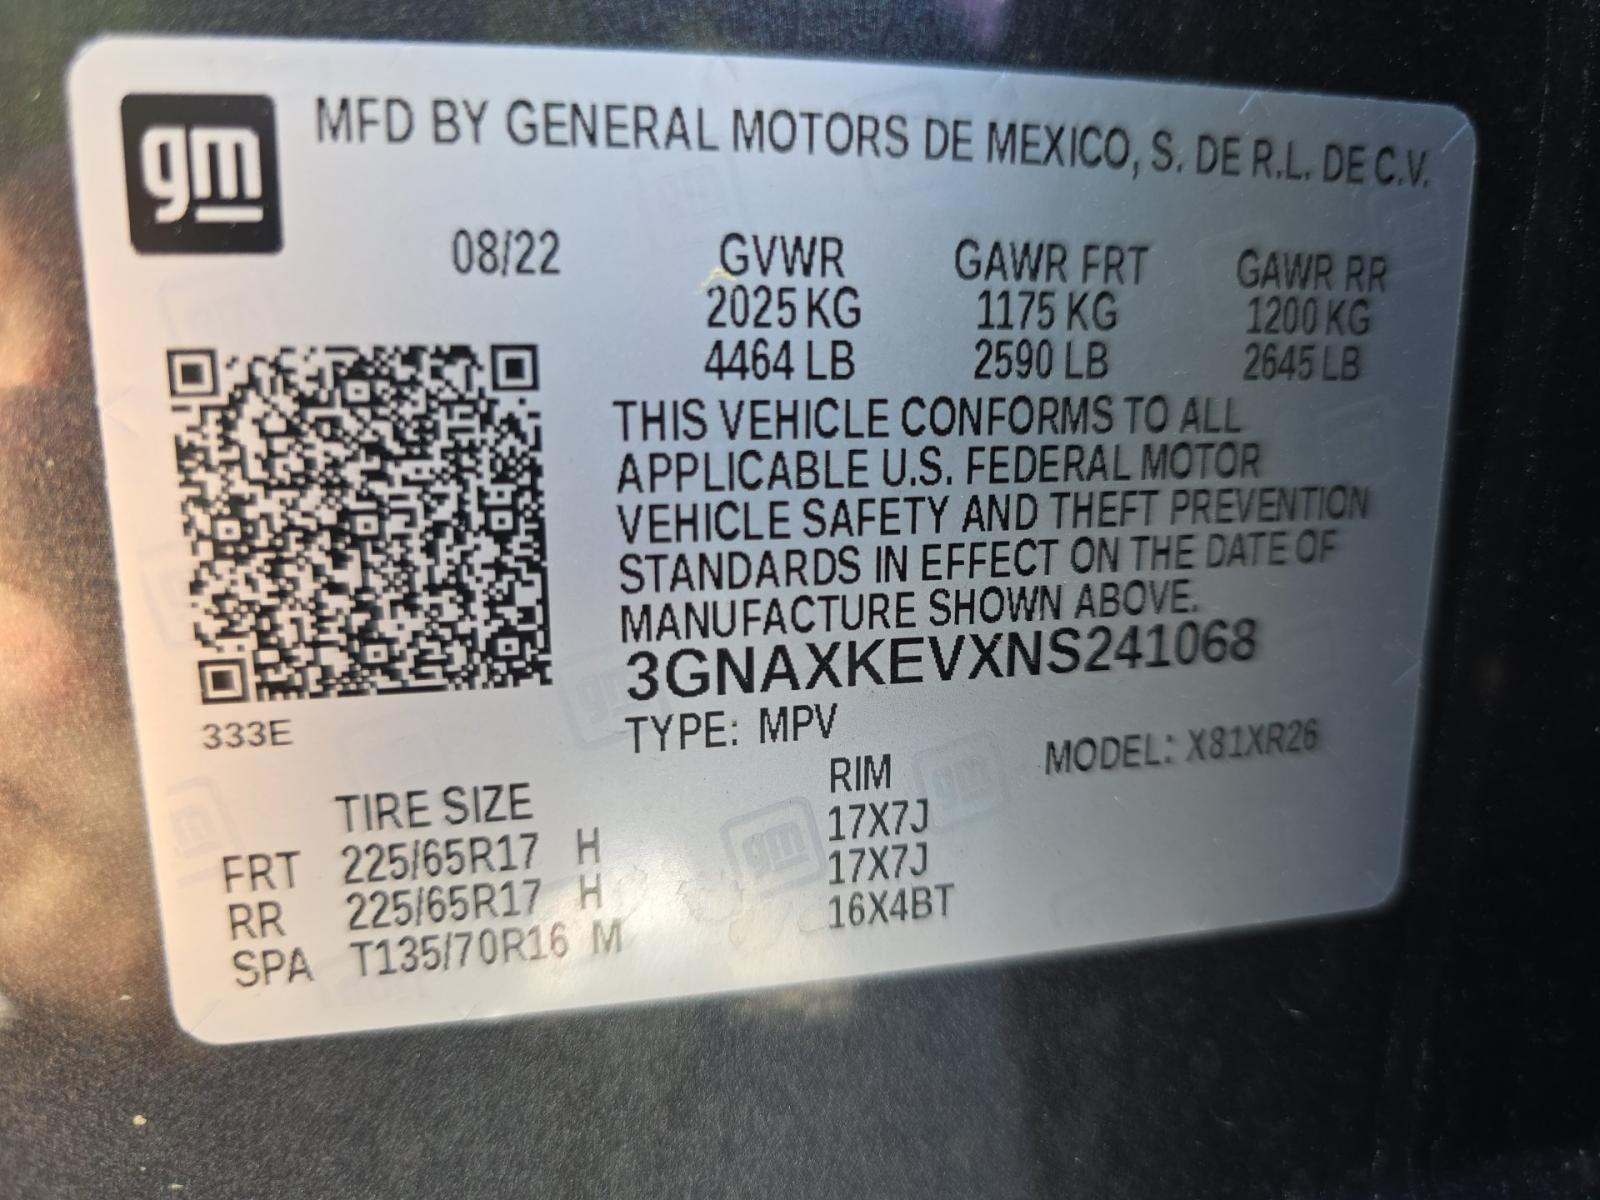 gm MFD BY GENERAL MOTORS DE MEXICO, S. DE R.L. DE C.V.
08/22 GVWR GAWR FRT GAWR RR
2025 KG 1175 KG 1200 KG
4464 LB 2590 LB 2645 LB
THIS VEHICLE CONFORMS TO ALL
APPLICABLE U.S. FEDERAL MOTOR
VEHICLE SAFETY AND THEFT PREVENTION
STANDARDS IN EFFECT ON THE DATE OF
MANUFACTURE SHOWN ABOVE.
3GNAXKEVXNS241068
333E
TYPE: MPV MODEL: X81XR26
TIRE SIZE RIM
FRT 225/65R17 H 17X7J
RR 225/65R17 H 17X7J
SPA T135/70R16 M 16X4BT